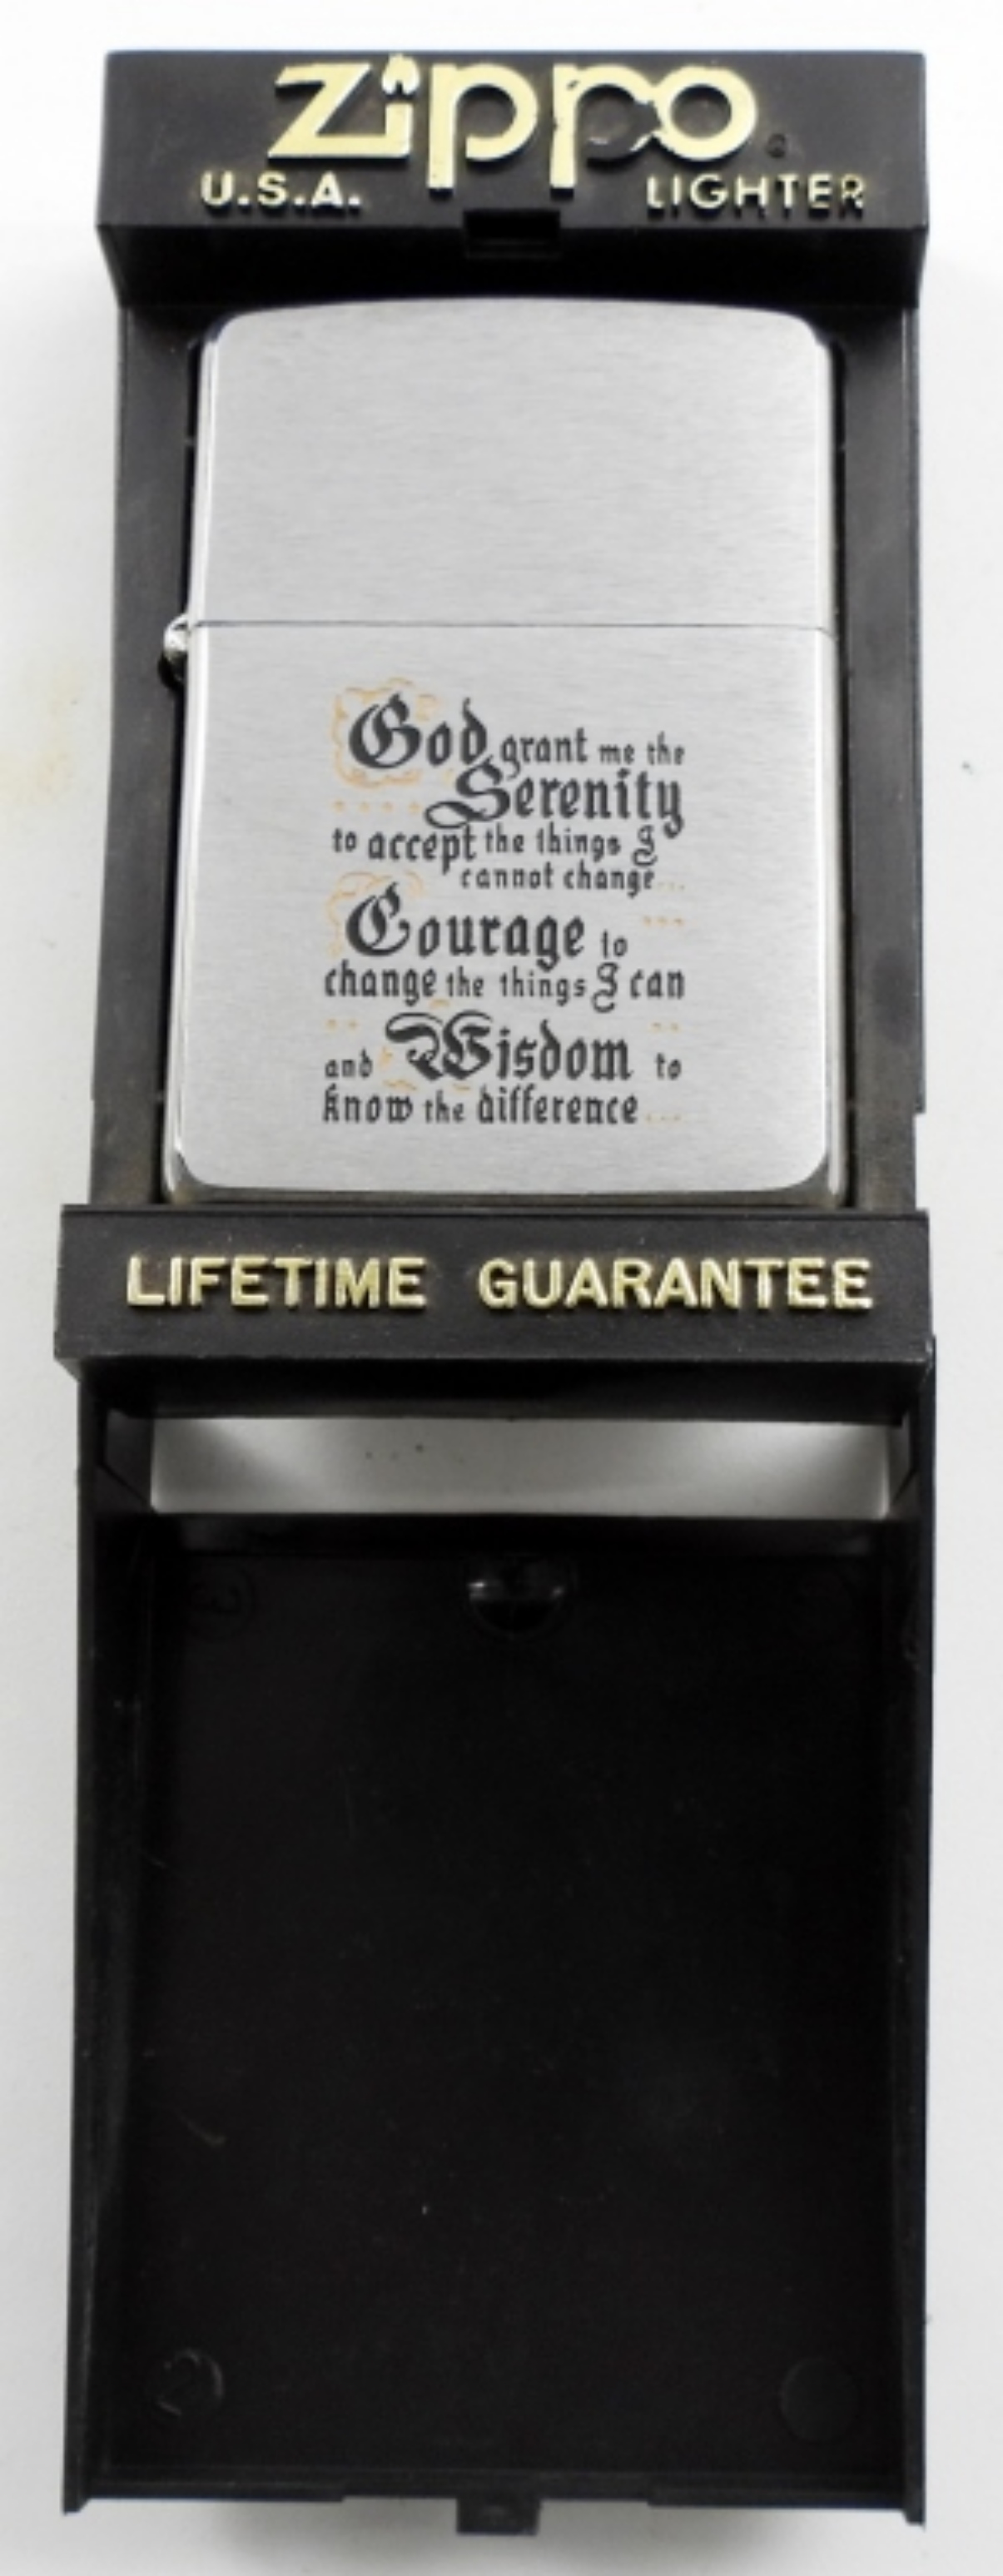 Zippo
U.S.A. LIGHTER
God grant me the
Serenity
to accept the things I
cannot change...
Courage to
change the things I can
and Wisdom to
know the difference...
LIFETIME GUARANTEE